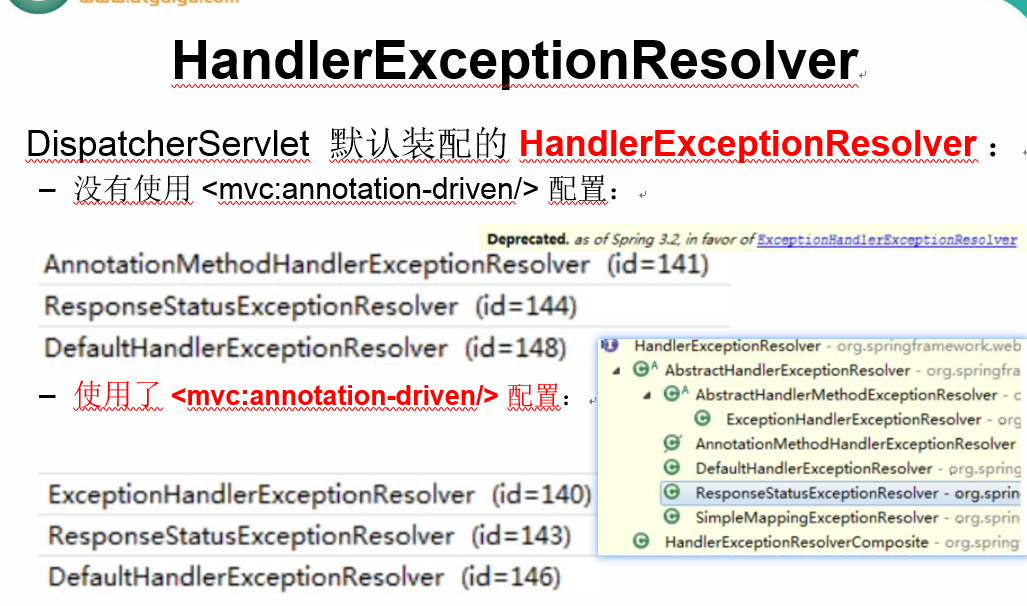 www.atguigu.com
HandlerExceptionResolver
DispatcherServlet 默认装配的 HandlerExceptionResolver：
– 没有使用 <mvc:annotation-driven/> 配置：
Deprecated. as of Spring 3.2, in favor of ExceptionHandlerExceptionResolver
AnnotationMethodHandlerExceptionResolver (id=141)
ResponseStatusExceptionResolver (id=144)
DefaultHandlerExceptionResolver (id=148)
– 使用了 <mvc:annotation-driven/> 配置：
ExceptionHandlerExceptionResolver (id=140)
ResponseStatusExceptionResolver (id=143)
DefaultHandlerExceptionResolver (id=146)
HandlerExceptionResolver - org.springframework.web
AbstractHandlerExceptionResolver - org.springfra
AbstractHandlerMethodExceptionResolver - o
ExceptionHandlerExceptionResolver - org
AnnotationMethodHandlerExceptionResolver
DefaultHandlerExceptionResolver - org.spring
ResponseStatusExceptionResolver - org.sprin
SimpleMappingExceptionResolver - org.sprin
HandlerExceptionResolverComposite - org.spring